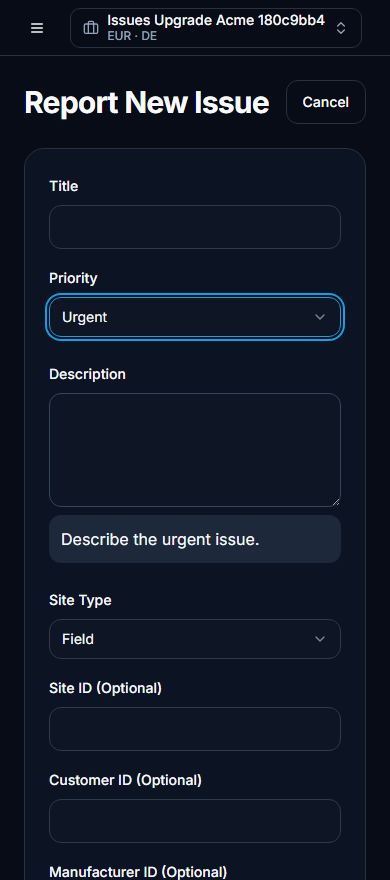 Issues Upgrade Acme 180c9bb4
EUR · DE
Report New Issue
Cancel
Title
Priority
Urgent
Description
Describe the urgent issue.
Site Type
Field
Site ID (Optional)
Customer ID (Optional)
Manufacturer ID (Optional)